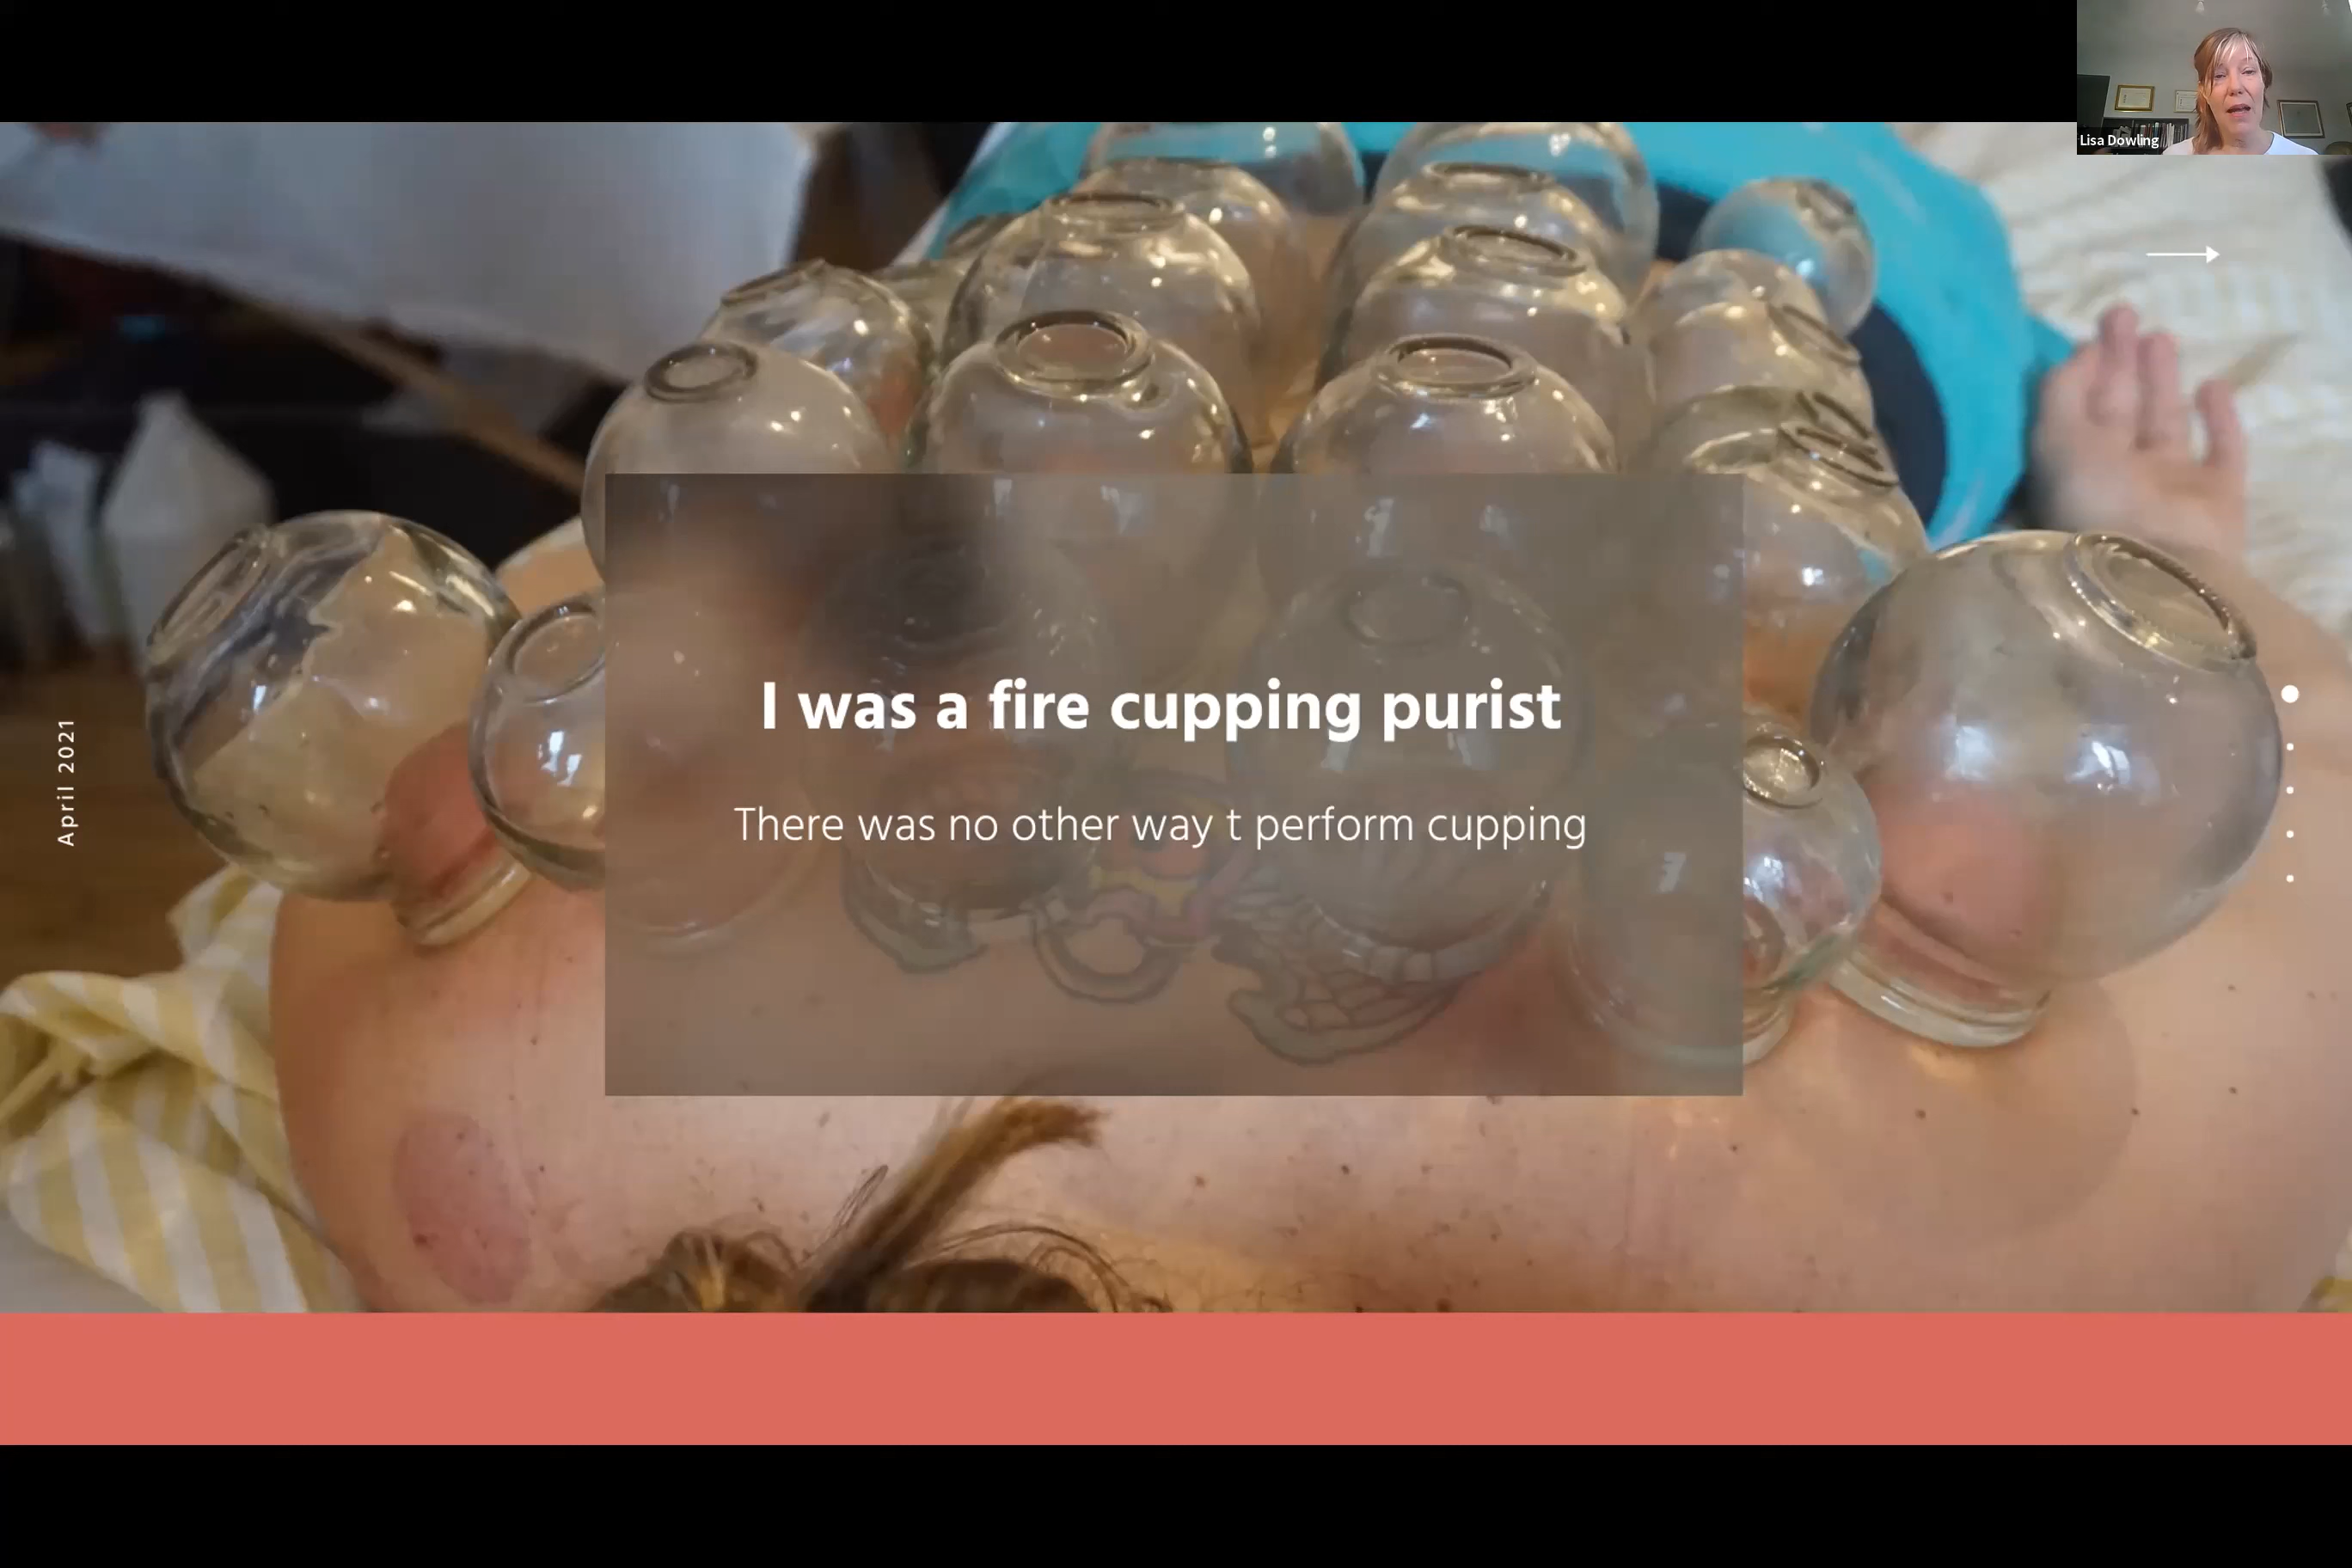 Lisa Dowling
I was a fire cupping purist
There was no other way t perform cupping
April 2021